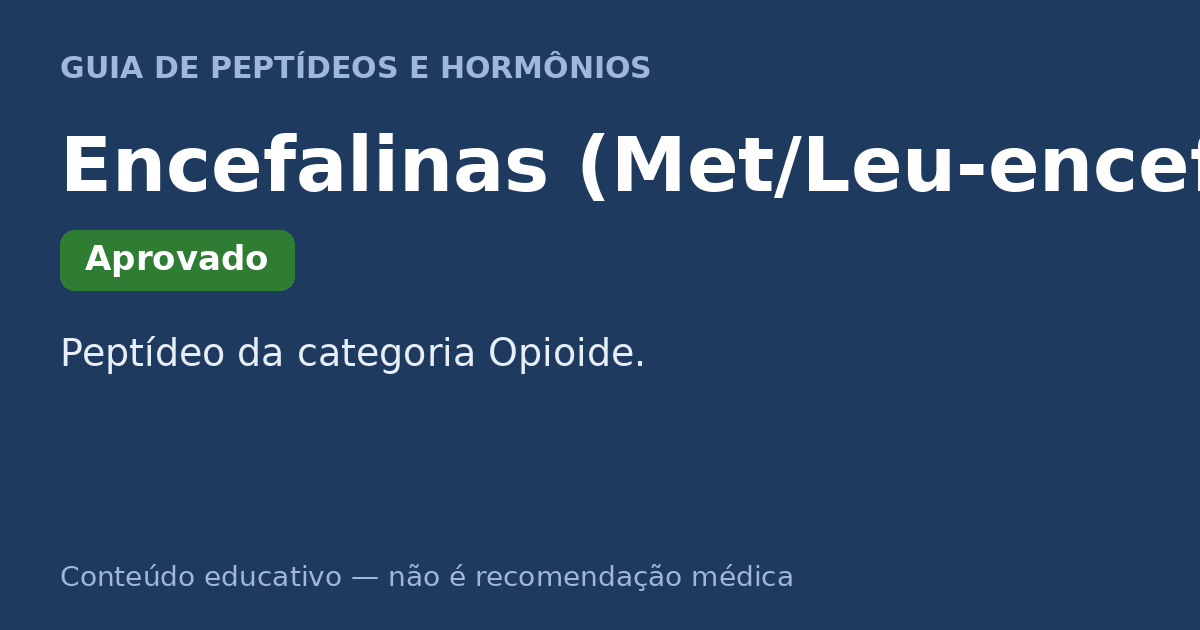 GUIA DE PEPTÍDEOS E HORMÔNIOS
Encefalinas (Met/Leu-encef
Aprovado
Peptídeo da categoria Opioide.
Conteúdo educativo — não é recomendação médica